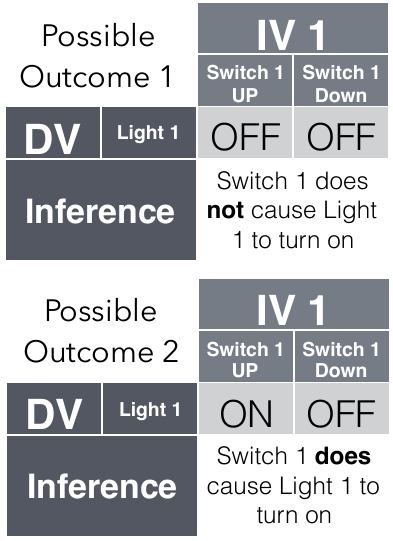 Possible
Outcome 1
IV 1
Switch 1
UP
Switch 1
Down
DV
Light 1
OFF
OFF
Inference
Switch 1 does
not cause Light
1 to turn on
Possible
Outcome 2
IV 1
Switch 1
UP
Switch 1
Down
DV
Light 1
ON
OFF
Inference
Switch 1 does
cause Light 1 to
turn on